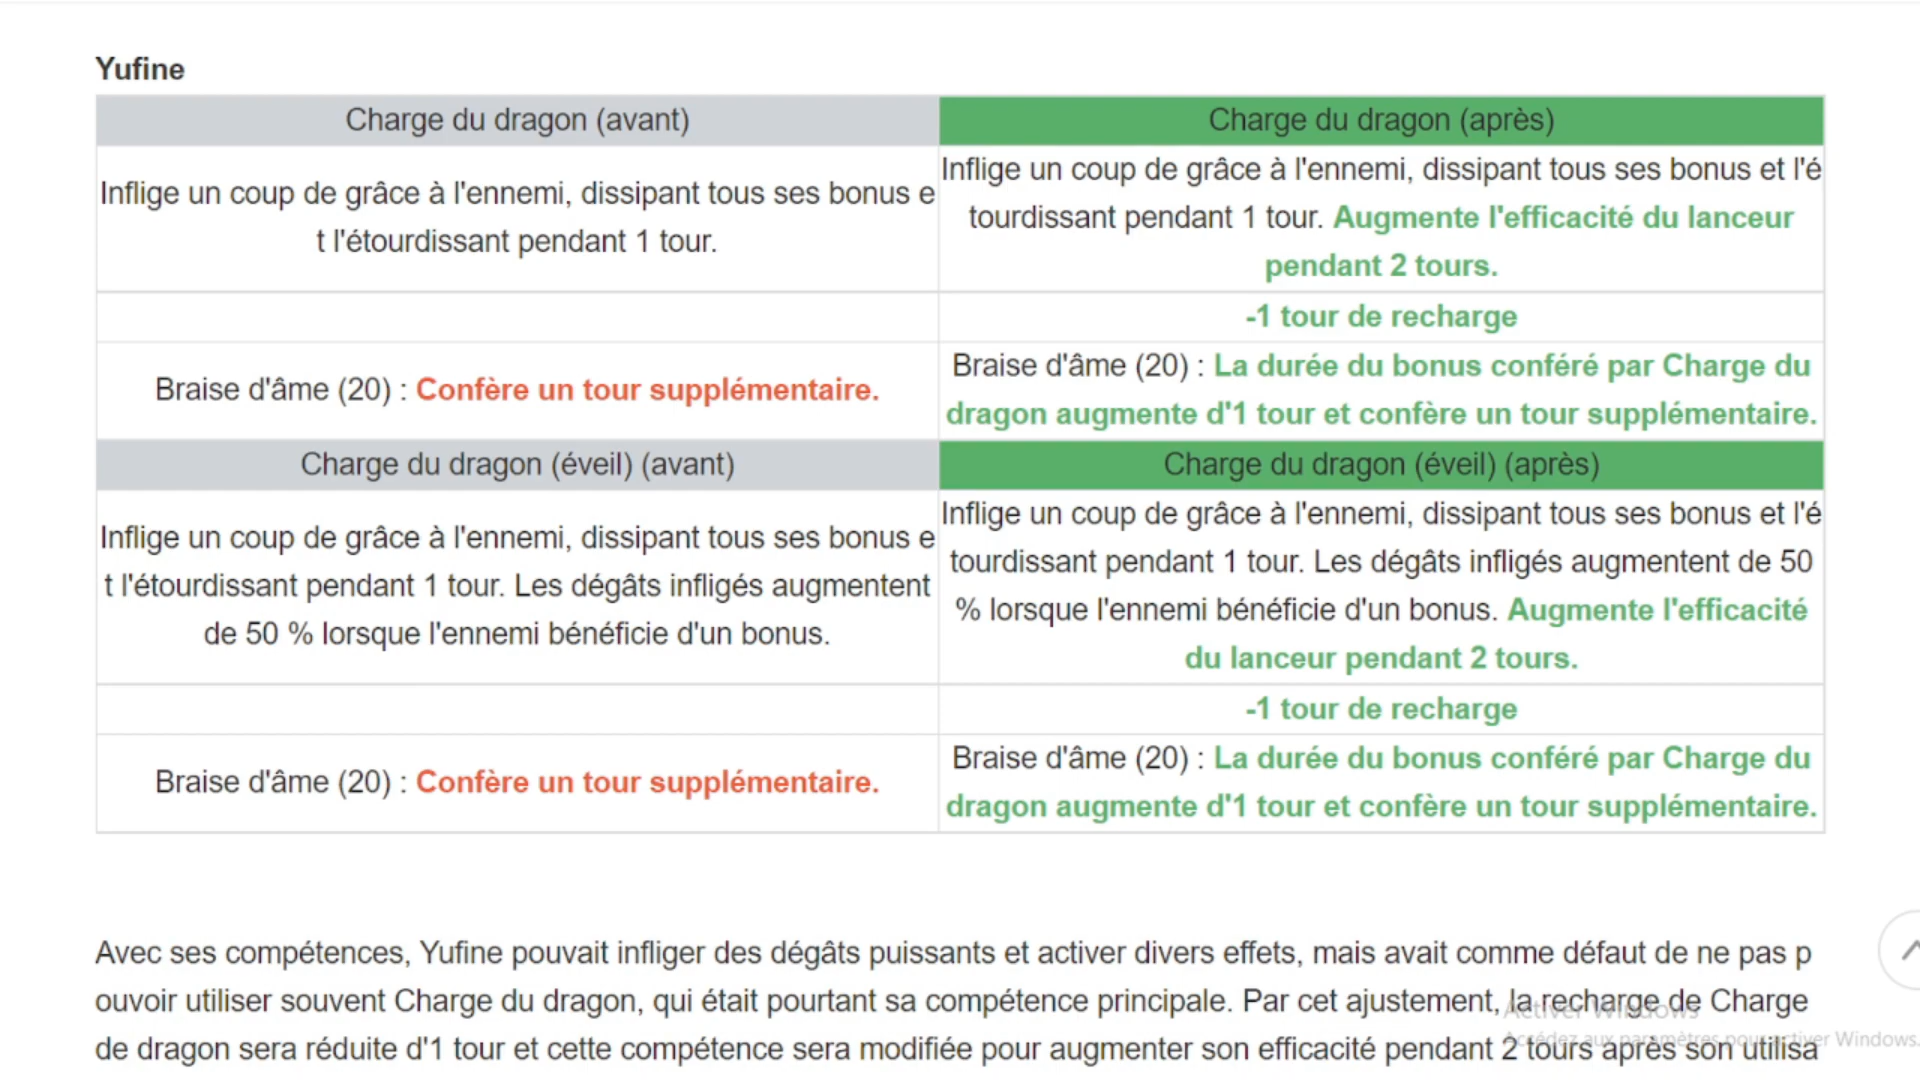 Yufine
Charge du dragon (avant)
Charge du dragon (après)
Inflige un coup de grâce à l'ennemi, dissipant tous ses bonus e
t l'étourdissant pendant 1 tour.
Inflige un coup de grâce à l'ennemi, dissipant tous ses bonus et l'é
tourdissant pendant 1 tour. Augmente l'efficacité du lanceur
pendant 2 tours.
-1 tour de recharge
Braise d'âme (20) : Confère un tour supplémentaire.
Braise d'âme (20) : La durée du bonus conféré par Charge du
dragon augmente d'1 tour et confère un tour supplémentaire.
Charge du dragon (éveil) (avant)
Charge du dragon (éveil) (après)
Inflige un coup de grâce à l'ennemi, dissipant tous ses bonus e
t l'étourdissant pendant 1 tour. Les dégâts infligés augmentent
de 50 % lorsque l'ennemi bénéficie d'un bonus.
Inflige un coup de grâce à l'ennemi, dissipant tous ses bonus et l'é
tourdissant pendant 1 tour. Les dégâts infligés augmentent de 50
% lorsque l'ennemi bénéficie d'un bonus. Augmente l'efficacité
du lanceur pendant 2 tours.
-1 tour de recharge
Braise d'âme (20) : Confère un tour supplémentaire.
Braise d'âme (20) : La durée du bonus conféré par Charge du
dragon augmente d'1 tour et confère un tour supplémentaire.
Avec ses compétences, Yufine pouvait infliger des dégâts puissants et activer divers effets, mais avait comme défaut de ne pas p
ouvoir utiliser souvent Charge du dragon, qui était pourtant sa compétence principale. Par cet ajustement, la recharge de Charge
de dragon sera réduite d'1 tour et cette compétence sera modifiée pour augmenter son efficacité pendant 2 tours après son utilisa
Activer Windows
Accédez aux paramètres pour activer Windows.